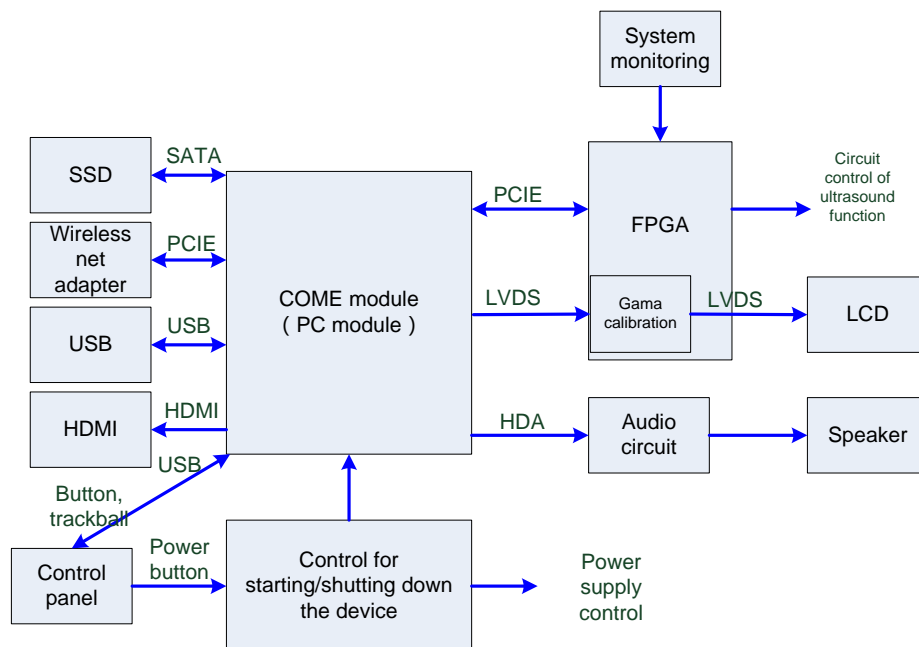 System
monitoring
SSD
SATA
Wireless
net
adapter
PCIE
USB
USB
HDMI
HDMI
COME module
( PC module )
PCIE
FPGA
Circuit
control of
ultrasound
function
LVDS
Gama
calibration
LVDS
LCD
HDA
Audio
circuit
Speaker
USB
Button,
trackball
Control
panel
Power
button
Control for
starting/shutting down
the device
Power
supply
control